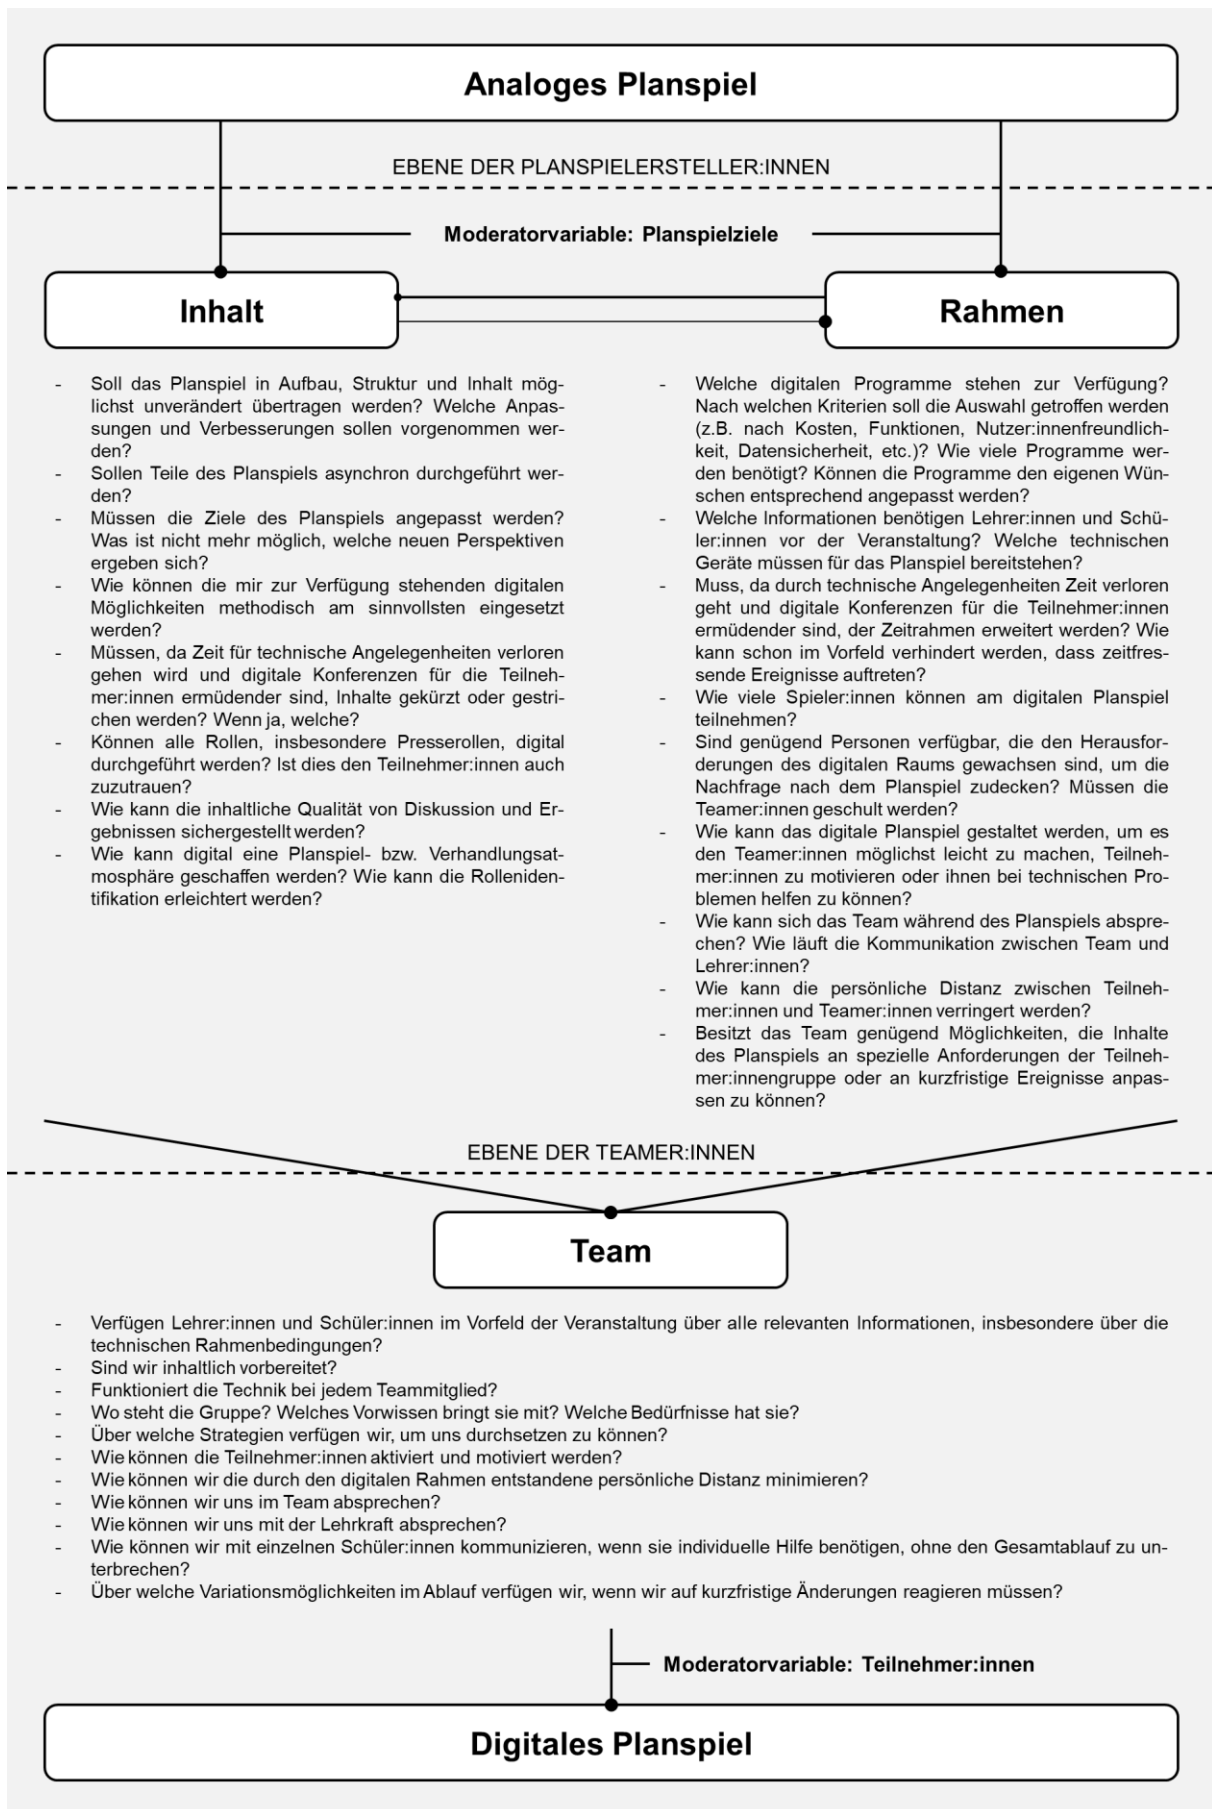 Analoges Planspiel
EBENE DER PLANSPIELERSTELLER:INNEN
Moderatorvariable: Planspielziele
Inhalt
- Soll das Planspiel in Aufbau, Struktur und Inhalt mög-
lichst unverändert übertragen werden? Welche Anpas-
sungen und Verbesserungen sollen vorgenommen wer-
den?
- Sollen Teile des Planspiels asynchron durchgeführt wer-
den?
- Müssen die Ziele des Planspiels angepasst werden?
Was ist nicht mehr möglich, welche neuen Perspektiven
ergeben sich?
- Wie können die mir zur Verfügung stehenden digitalen
Möglichkeiten methodisch am sinnvollsten eingesetzt
werden?
- Müssen, da Zeit für technische Angelegenheiten verloren
gehen wird und digitale Konferenzen für die Teilneh-
mer:innen ermüdender sind, Inhalte gekürzt oder gestri-
chen werden? Wenn ja, welche?
- Können alle Rollen, insbesondere Presserollen, digital
durchgeführt werden? Ist dies den Teilnehmer:innen auch
zuzutrauen?
- Wie kann die inhaltliche Qualität von Diskussion und Er-
gebnissen sichergestellt werden?
- Wie kann digital eine Planspiel- bzw. Verhandlungsat-
mosphäre geschaffen werden? Wie kann die Rolleniden-
tifikation erleichtert werden?
Rahmen
- Welche digitalen Programme stehen zur Verfügung?
Nach welchen Kriterien soll die Auswahl getroffen werden
(z.B. nach Kosten, Funktionen, Nutzer:innenfreundlich-
keit, Datensicherheit, etc.)? Wie viele Programme wer-
den benötigt? Können die Programme den eigenen Wün-
schen entsprechend angepasst werden?
- Welche Informationen benötigen Lehrer:innen und Schü-
ler:innen vor der Veranstaltung? Welche technischen
Geräte müssen für das Planspiel bereitstehen?
- Muss, da durch technische Angelegenheiten Zeit verloren
geht und digitale Konferenzen für die Teilnehmer:innen
ermüdender sind, der Zeitrahmen erweitert werden? Wie
kann schon im Vorfeld verhindert werden, dass zeitfres-
sende Ereignisse auftreten?
- Wie viele Spieler:innen können am digitalen Planspiel
teilnehmen?
- Sind genügend Personen verfügbar, die den Herausfor-
derungen des digitalen Raums gewachsen sind, um die
Nachfrage nach dem Planspiel zudecken? Müssen die
Teamer:innen geschult werden?
- Wie kann das digitale Planspiel gestaltet werden, um es
den Teamer:innen möglichst leicht zu machen, Teilneh-
mer:innen zu motivieren oder ihnen bei technischen Pro-
blemen helfen zu können?
- Wie kann sich das Team während des Planspiels abspre-
chen? Wie läuft die Kommunikation zwischen Team und
Lehrer:innen?
- Wie kann die persönliche Distanz zwischen Teilneh-
mer:innen und Teamer:innen verringert werden?
- Besitzt das Team genügend Möglichkeiten, die Inhalte
des Planspiels an spezielle Anforderungen der Teilneh-
mer:innengruppe oder an kurzfristige Ereignisse anpas-
sen zu können?
EBENE DER TEAMER:INNEN
Team
- Verfügen Lehrer:innen und Schüler:innen im Vorfeld der Veranstaltung über alle relevanten Informationen, insbesondere über die
technischen Rahmenbedingungen?
- Sind wir inhaltlich vorbereitet?
- Funktioniert die Technik bei jedem Teammitglied?
- Wo steht die Gruppe? Welches Vorwissen bringt sie mit? Welche Bedürfnisse hat sie?
- Über welche Strategien verfügen wir, um uns durchsetzen zu können?
- Wie können die Teilnehmer:innen aktiviert und motiviert werden?
- Wie können wir die durch den digitalen Rahmen entstandene persönliche Distanz minimieren?
- Wie können wir uns im Team absprechen?
- Wie können wir uns mit der Lehrkraft absprechen?
- Wie können wir mit einzelnen Schüler:innen kommunizieren, wenn sie individuelle Hilfe benötigen, ohne den Gesamtablauf zu un-
terbrechen?
- Über welche Variationsmöglichkeiten im Ablauf verfügen wir, wenn wir auf kurzfristige Änderungen reagieren müssen?
Moderatorvariable: Teilnehmer:innen
Digitales Planspiel